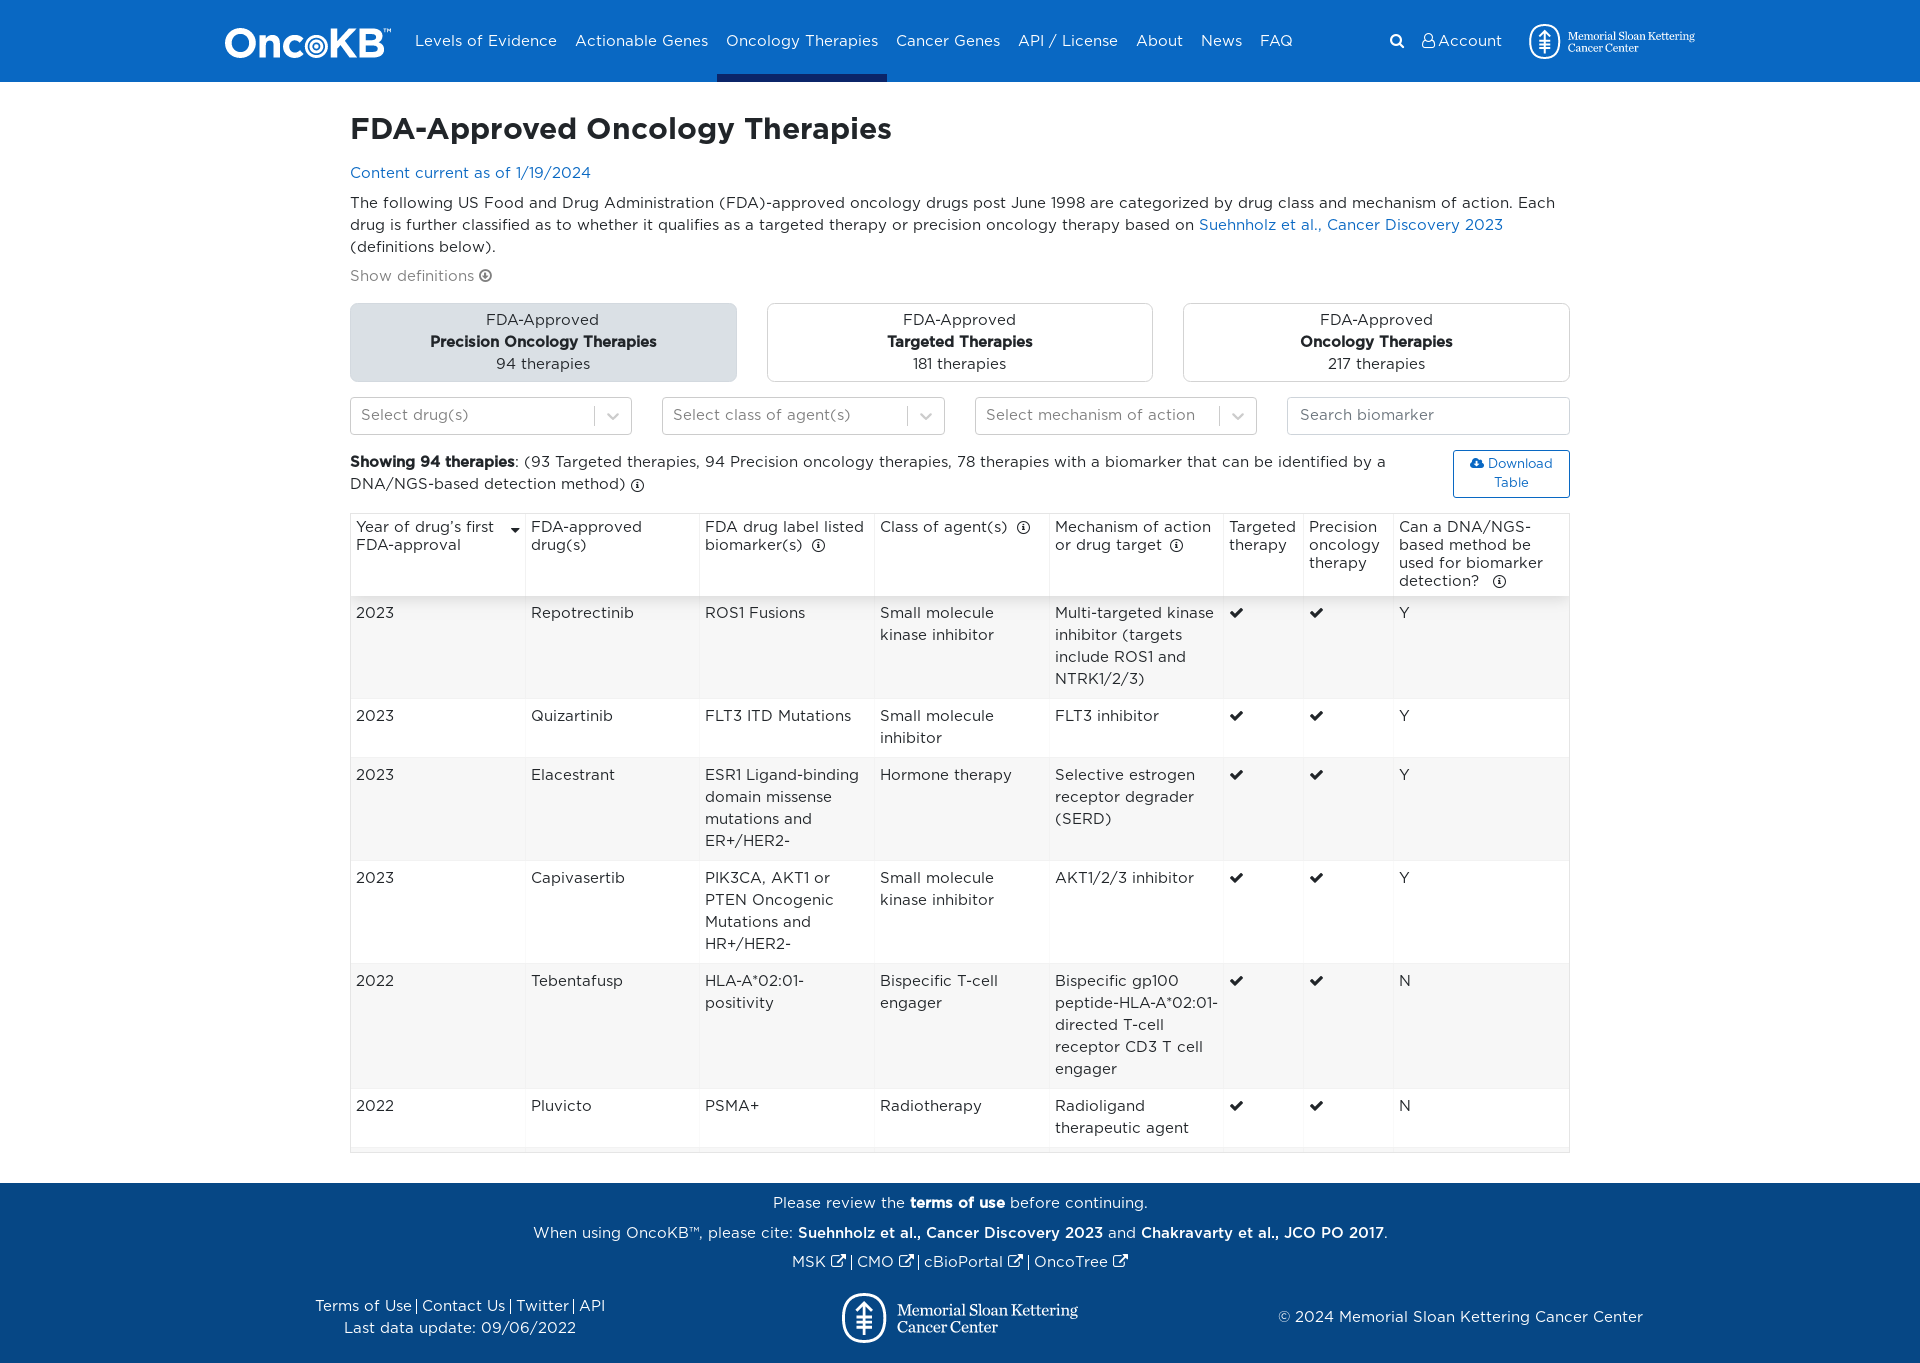 OncoKB™ Levels of Evidence Actionable Genes Oncology Therapies Cancer Genes API / License About News FAQ Account Memorial Sloan Kettering
Cancer Center
FDA-Approved Oncology Therapies
Content current as of 1/19/2024
The following US Food and Drug Administration (FDA)-approved oncology drugs post June 1998 are categorized by drug class and mechanism of action. Each
drug is further classified as to whether it qualifies as a targeted therapy or precision oncology therapy based on Suehnholz et al., Cancer Discovery 2023
(definitions below).
Show definitions
FDA-Approved
Precision Oncology Therapies
94 therapies
FDA-Approved
Targeted Therapies
181 therapies
FDA-Approved
Oncology Therapies
217 therapies
Select drug(s) Select class of agent(s) Select mechanism of action Search biomarker
Showing 94 therapies: (93 Targeted therapies, 94 Precision oncology therapies, 78 therapies with a biomarker that can be identified by a
DNA/NGS-based detection method)
Download
Table
Year of drug's first
FDA-approval
FDA-approved
drug(s)
FDA drug label listed
biomarker(s)
Class of agent(s)
Mechanism of action
or drug target
Targeted
therapy
Precision
oncology
therapy
Can a DNA/NGS-
based method be
used for biomarker
detection?
2023
Repotrectinib
ROS1 Fusions
Small molecule
kinase inhibitor
Multi-targeted kinase
inhibitor (targets
include ROS1 and
NTRK1/2/3)
Y
2023
Quizartinib
FLT3 ITD Mutations
Small molecule
inhibitor
FLT3 inhibitor
Y
2023
Elacestrant
ESR1 Ligand-binding
domain missense
mutations and
ER+/HER2-
Hormone therapy
Selective estrogen
receptor degrader
(SERD)
Y
2023
Capivasertib
PIK3CA, AKT1 or
PTEN Oncogenic
Mutations and
HR+/HER2-
Small molecule
kinase inhibitor
AKT1/2/3 inhibitor
Y
2022
Tebentafusp
HLA-A*02:01-
positivity
Bispecific T-cell
engager
Bispecific gp100
peptide-HLA-A*02:01-
directed T-cell
receptor CD3 T cell
engager
N
2022
Pluvicto
PSMA+
Radiotherapy
Radioligand
therapeutic agent
N
Please review the terms of use before continuing.
When using OncoKB™, please cite: Suehnholz et al., Cancer Discovery 2023 and Chakravarty et al., JCO PO 2017.
MSK | CMO | cBioPortal | OncoTree
Terms of Use | Contact Us | Twitter | API
Last data update: 09/06/2022
Memorial Sloan Kettering
Cancer Center
© 2024 Memorial Sloan Kettering Cancer Center